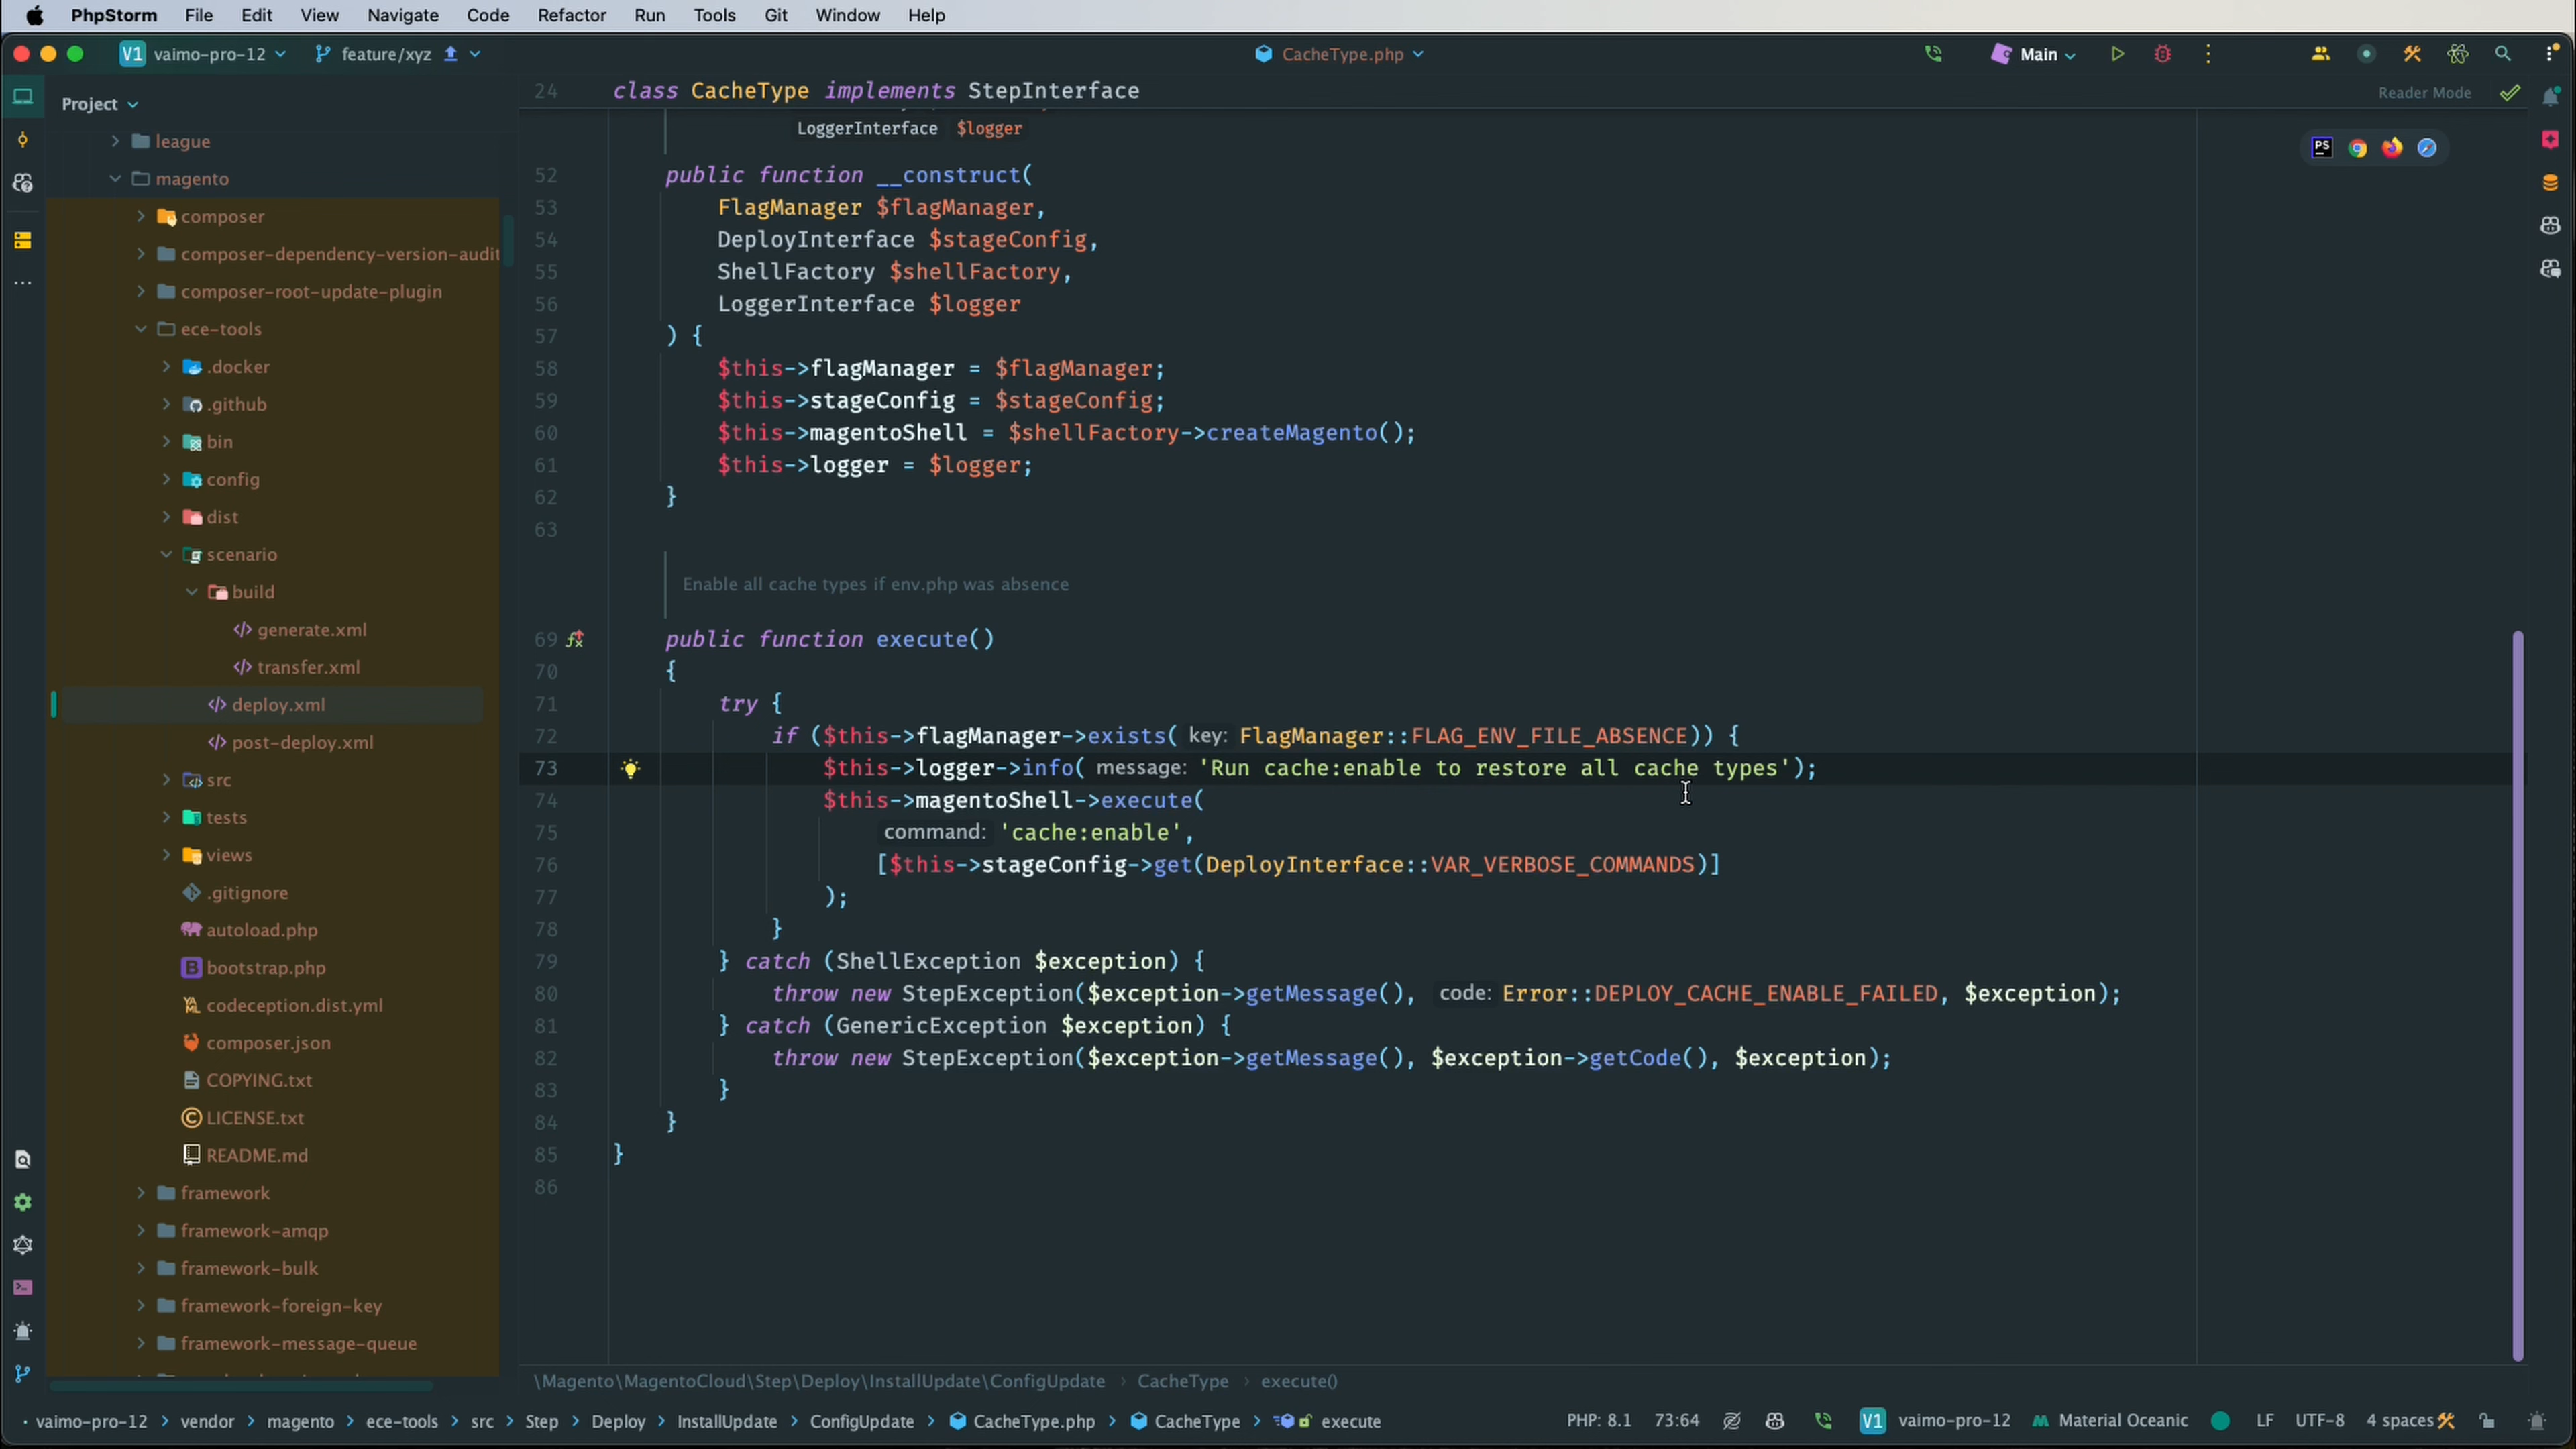 PhpStorm File Edit View Navigate Code Refactor Run Tools Git Window Help
V1 vaimo-pro-12 feature/xyz CacheType.php Main
Project
league
magento
composer
composer-dependency-version-audit
composer-root-update-plugin
ece-tools
.docker
.github
bin
config
dist
scenario
build
generate.xml
transfer.xml
deploy.xml
post-deploy.xml
src
tests
views
.gitignore
autoload.php
bootstrap.php
codeception.dist.yml
composer.json
COPYING.txt
LICENSE.txt
README.md
framework
framework-amqp
framework-bulk
framework-foreign-key
framework-message-queue
24 class CacheType implements StepInterface
Reader Mode
LoggerInterface $logger
PS
52 public function __construct(
53 FlagManager $flagManager,
54 DeployInterface $stageConfig,
55 ShellFactory $shellFactory,
56 LoggerInterface $logger
57 ) {
58 $this->flagManager = $flagManager;
59 $this->stageConfig = $stageConfig;
60 $this->magentoShell = $shellFactory->createMagento();
61 $this->logger = $logger;
62 }
63
Enable all cache types if env.php was absence
69 public function execute()
70 {
71 try {
72 if ($this->flagManager->exists( key: FlagManager::FLAG_ENV_FILE_ABSENCE)) {
73 $this->logger->info( message: 'Run cache:enable to restore all cache types');
74 $this->magentoShell->execute(
75 command: 'cache:enable',
76 [$this->stageConfig->get(DeployInterface::VAR_VERBOSE_COMMANDS)]
77 );
78 }
79 } catch (ShellException $exception) {
80 throw new StepException($exception->getMessage(), code: Error::DEPLOY_CACHE_ENABLE_FAILED, $exception);
81 } catch (GenericException $exception) {
82 throw new StepException($exception->getMessage(), $exception->getCode(), $exception);
83 }
84 }
85 }
86
\Magento\MagentoCloud\Step\Deploy\InstallUpdate\ConfigUpdate › CacheType › execute()
vaimo-pro-12 › vendor › magento › ece-tools › src › Step › Deploy › InstallUpdate › ConfigUpdate › CacheType.php › CacheType › execute PHP: 8.1 73:64 V1 vaimo-pro-12 Material Oceanic LF UTF-8 4 spaces